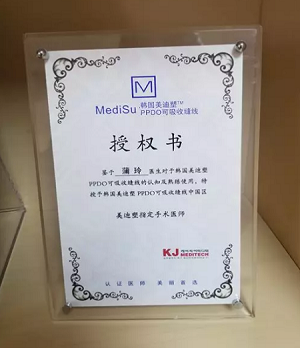 M
MediSu 韩国美迪塑™
PPDO可吸收缝线
授权书
鉴于 蒲玲 医生对于韩国美迪塑
PPDO可吸收缝线的认知及熟练使用，特
授于韩国美迪塑PPDO可吸收缝线中国区
美迪塑指定手术医师
KJ MEDITECH
认证医师 美丽首选